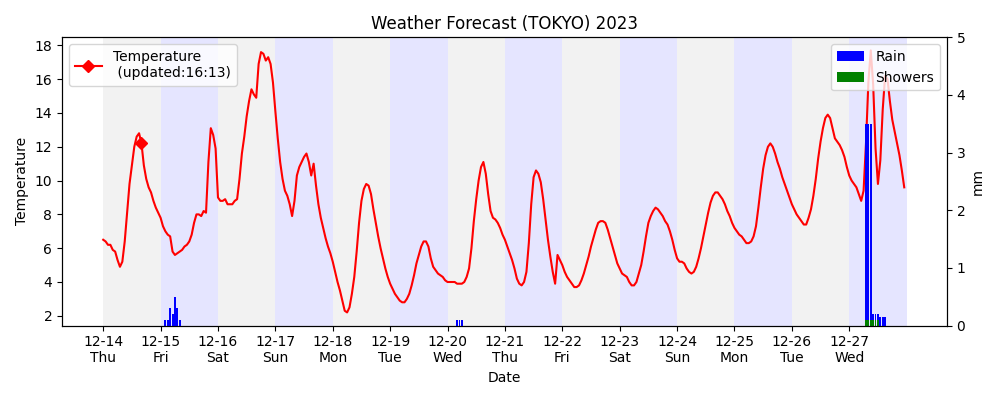 Weather Forecast (TOKYO) 2023
Temperature
(updated:16:13)
Rain
Showers
Temperature
18
16
14
12
10
8
6
4
2
5
4
3
2
1
0
mm
12-14 12-15 12-16 12-17 12-18 12-19 12-20 12-21 12-22 12-23 12-24 12-25 12-26 12-27
Thu Fri Sat Sun Mon Tue Wed Thu Fri Sat Sun Mon Tue Wed
Date